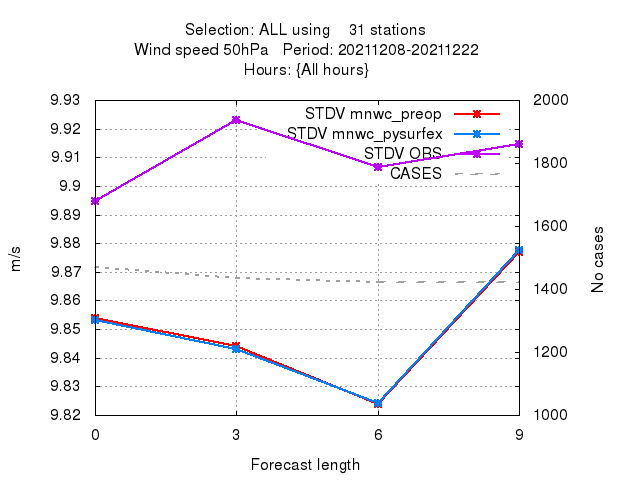 Selection: ALL using    31 stations
Wind speed 50hPa   Period: 20211208-20211222
Hours: {All hours}
9.93
9.92
9.91
9.9
9.89
9.88
9.87
9.86
9.85
9.84
9.83
9.82
m/s
STDV mnwc_preop
STDV mnwc_pysurfex
STDV OBS
CASES
2000
1800
1600
1400
1200
1000
No cases
0 3 6 9
Forecast length